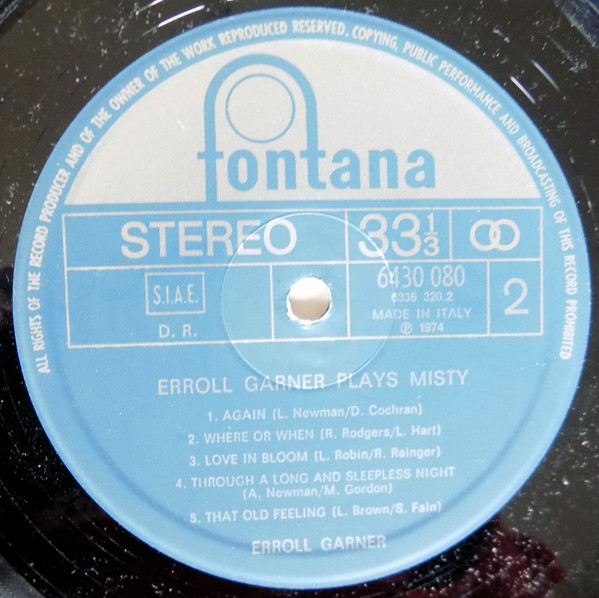 ALL RIGHTS OF THE RECORD PRODUCER AND OF THE OWNER OF THE WORK REPRODUCED RESERVED. COPYING, PUBLIC PERFORMANCE AND BROADCASTING OF THIS RECORD PROHIBITED
fontana
STEREO 33 1/3
S.I.A.E.
D. R.
6430 080
6336 320.2
MADE IN ITALY
℗ 1974
2
ERROLL GARNER PLAYS MISTY
1. AGAIN (L. Newman/D. Cochran)
2. WHERE OR WHEN (R. Rodgers/L. Hart)
3. LOVE IN BLOOM (L. Robin/R. Rainger)
4. THROUGH A LONG AND SLEEPLESS NIGHT
(A. Newman/M. Gordon)
5. THAT OLD FEELING (L. Brown/S. Fain)
ERROLL GARNER